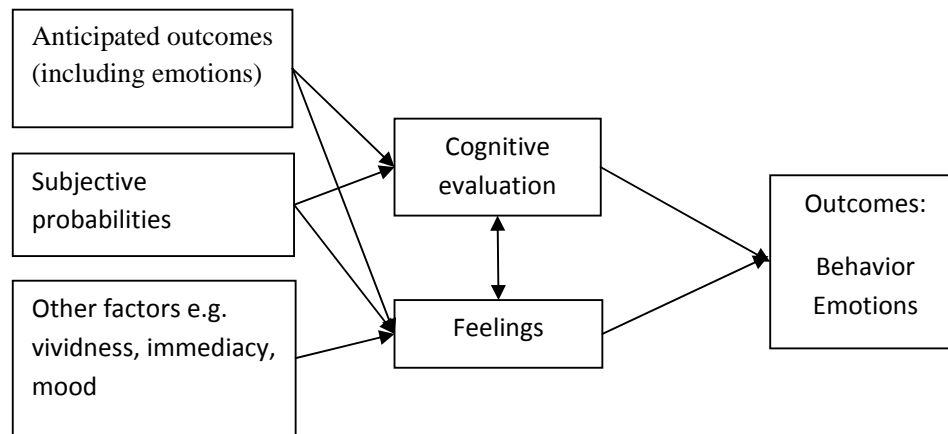 Anticipated outcomes
(including emotions)
Subjective
probabilities
Other factors e.g.
vividness, immediacy,
mood
Cognitive
evaluation
Feelings
Outcomes:
Behavior
Emotions